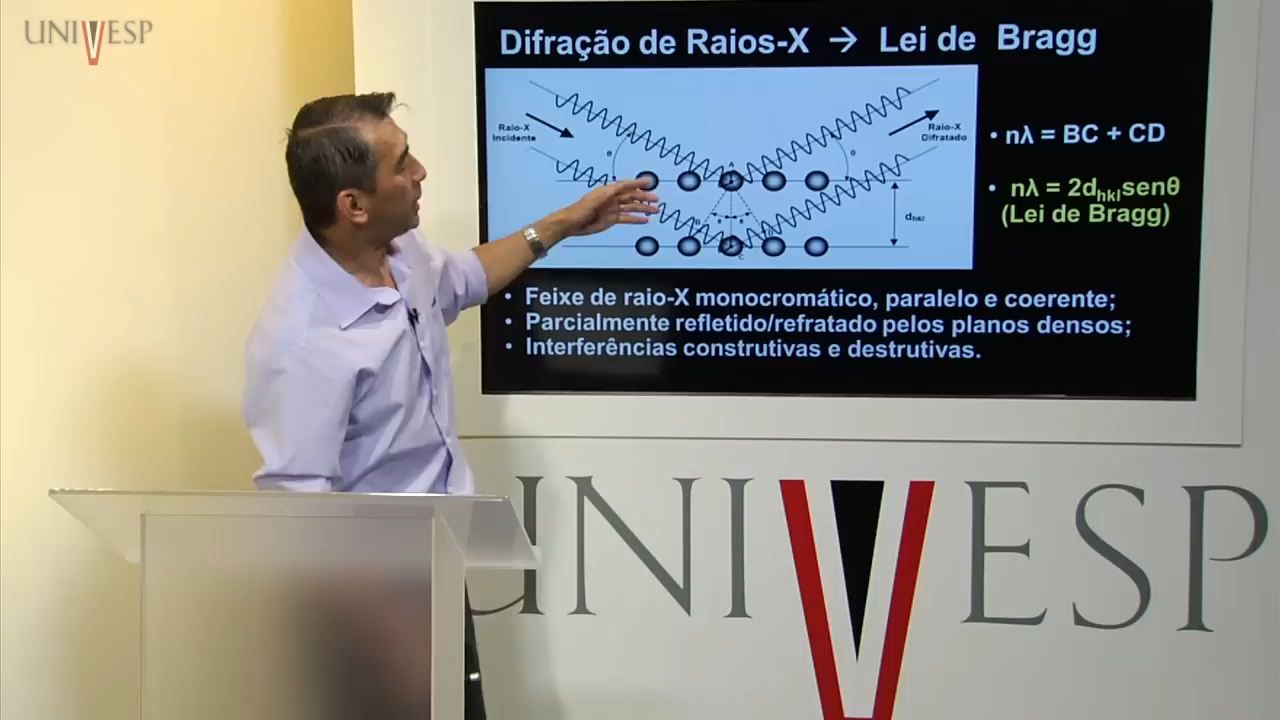 UNIVESP
Difração de Raios-X → Lei de Bragg
Raio-X
Incidente
Raio-X
Difratado
θ
θ
A
d hkl
C
• nλ = BC + CD
• nλ = 2dhklsenθ
(Lei de Bragg)
• Feixe de raio-X monocromático, paralelo e coerente;
• Parcialmente refletido/refratado pelos planos densos;
• Interferências construtivas e destrutivas.
UNIVESP